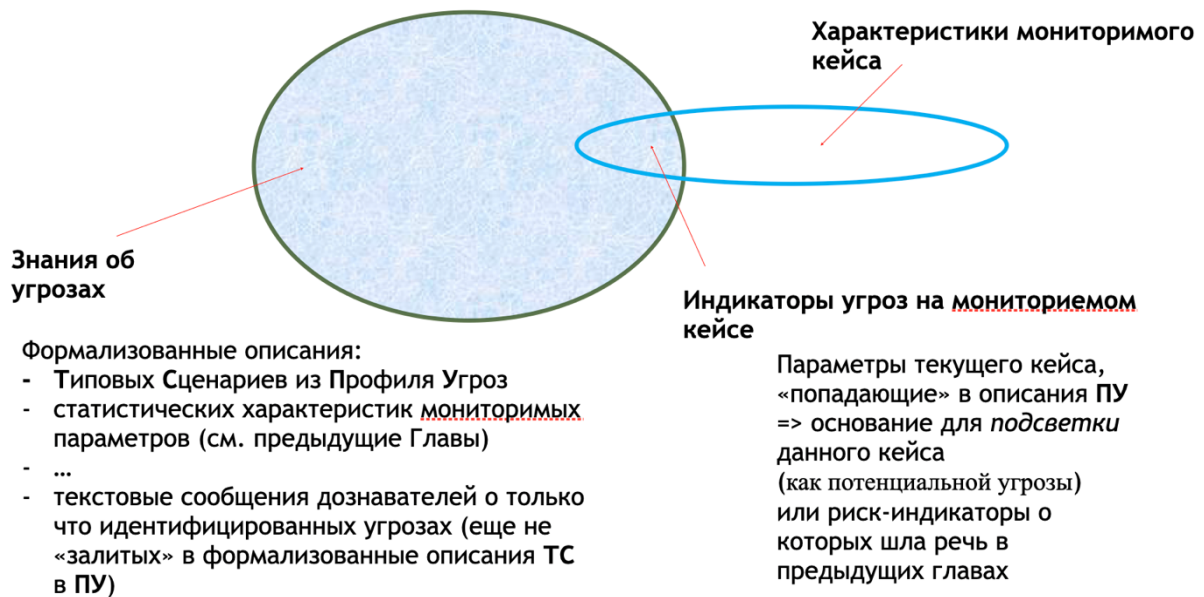 Характеристики мониторимого
кейса
Знания об
угрозах
Индикаторы угроз на мониториемом
кейсе
Формализованные описания:
- Типовых Сценариев из Профиля Угроз
- статистических характеристик мониторимых
параметров (см. предыдущие Главы)
- ...
- текстовые сообщения дознавателей о только
что идентифицированных угрозах (еще не
«залитых» в формализованные описания ТС
в ПУ)
Параметры текущего кейса,
«попадающие» в описания ПУ
=> основание для подсветки
данного кейса
(как потенциальной угрозы)
или риск-индикаторы о
которых шла речь в
предыдущих главах